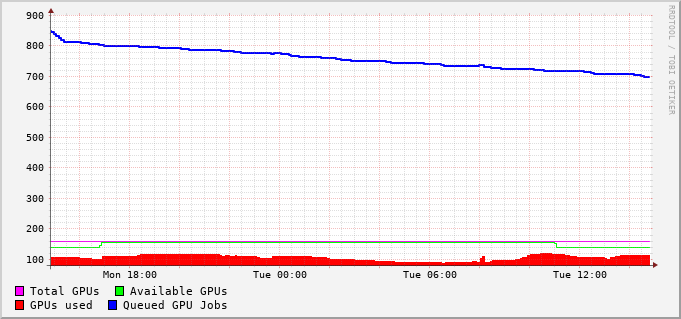 900
800
700
600
500
400
300
200
100
Mon 18:00 Tue 00:00 Tue 06:00 Tue 12:00
Total GPUs Available GPUs
GPUs used Queued GPU Jobs
RRDTOOL / TOBI OETIKER